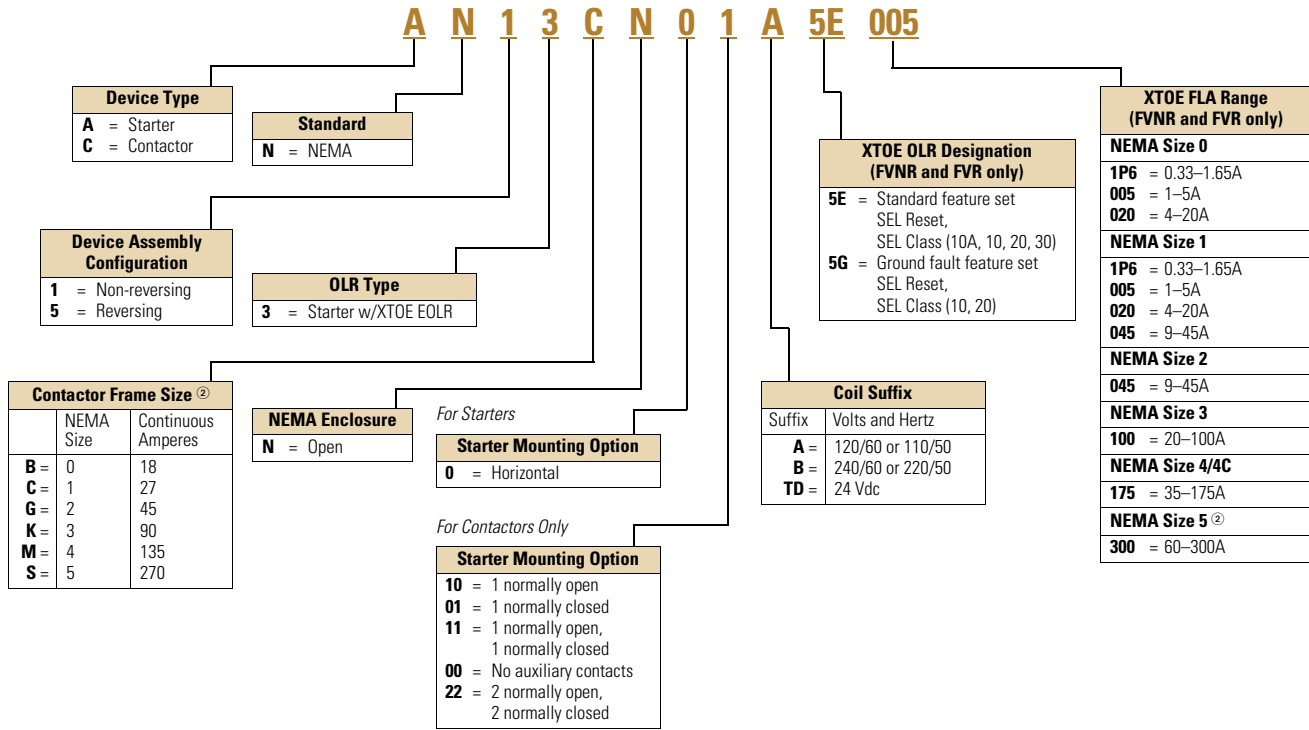 A N 1 3 C N 0 1 A 5E 005
Device Type
A = Starter
C = Contactor
Standard
N = NEMA
Device Assembly
Configuration
1 = Non-reversing
5 = Reversing
OLR Type
3 = Starter w/XTOE EOLR
Contactor Frame Size ②
NEMA Size Continuous Amperes
B = 0 18
C = 1 27
G = 2 45
K = 3 90
M = 4 135
S = 5 270
NEMA Enclosure
N = Open
For Starters
Starter Mounting Option
0 = Horizontal
For Contactors Only
Starter Mounting Option
10 = 1 normally open
01 = 1 normally closed
11 = 1 normally open,
1 normally closed
00 = No auxiliary contacts
22 = 2 normally open,
2 normally closed
Coil Suffix
Suffix Volts and Hertz
A = 120/60 or 110/50
B = 240/60 or 220/50
TD = 24 Vdc
XTOE OLR Designation
(FVNR and FVR only)
5E = Standard feature set
SEL Reset,
SEL Class (10A, 10, 20, 30)
5G = Ground fault feature set
SEL Reset,
SEL Class (10, 20)
XTOE FLA Range
(FVNR and FVR only)
NEMA Size 0
1P6 = 0.33–1.65A
005 = 1–5A
020 = 4–20A
NEMA Size 1
1P6 = 0.33–1.65A
005 = 1–5A
020 = 4–20A
045 = 9–45A
NEMA Size 2
045 = 9–45A
NEMA Size 3
100 = 20–100A
NEMA Size 4/4C
175 = 35–175A
NEMA Size 5 ②
300 = 60–300A